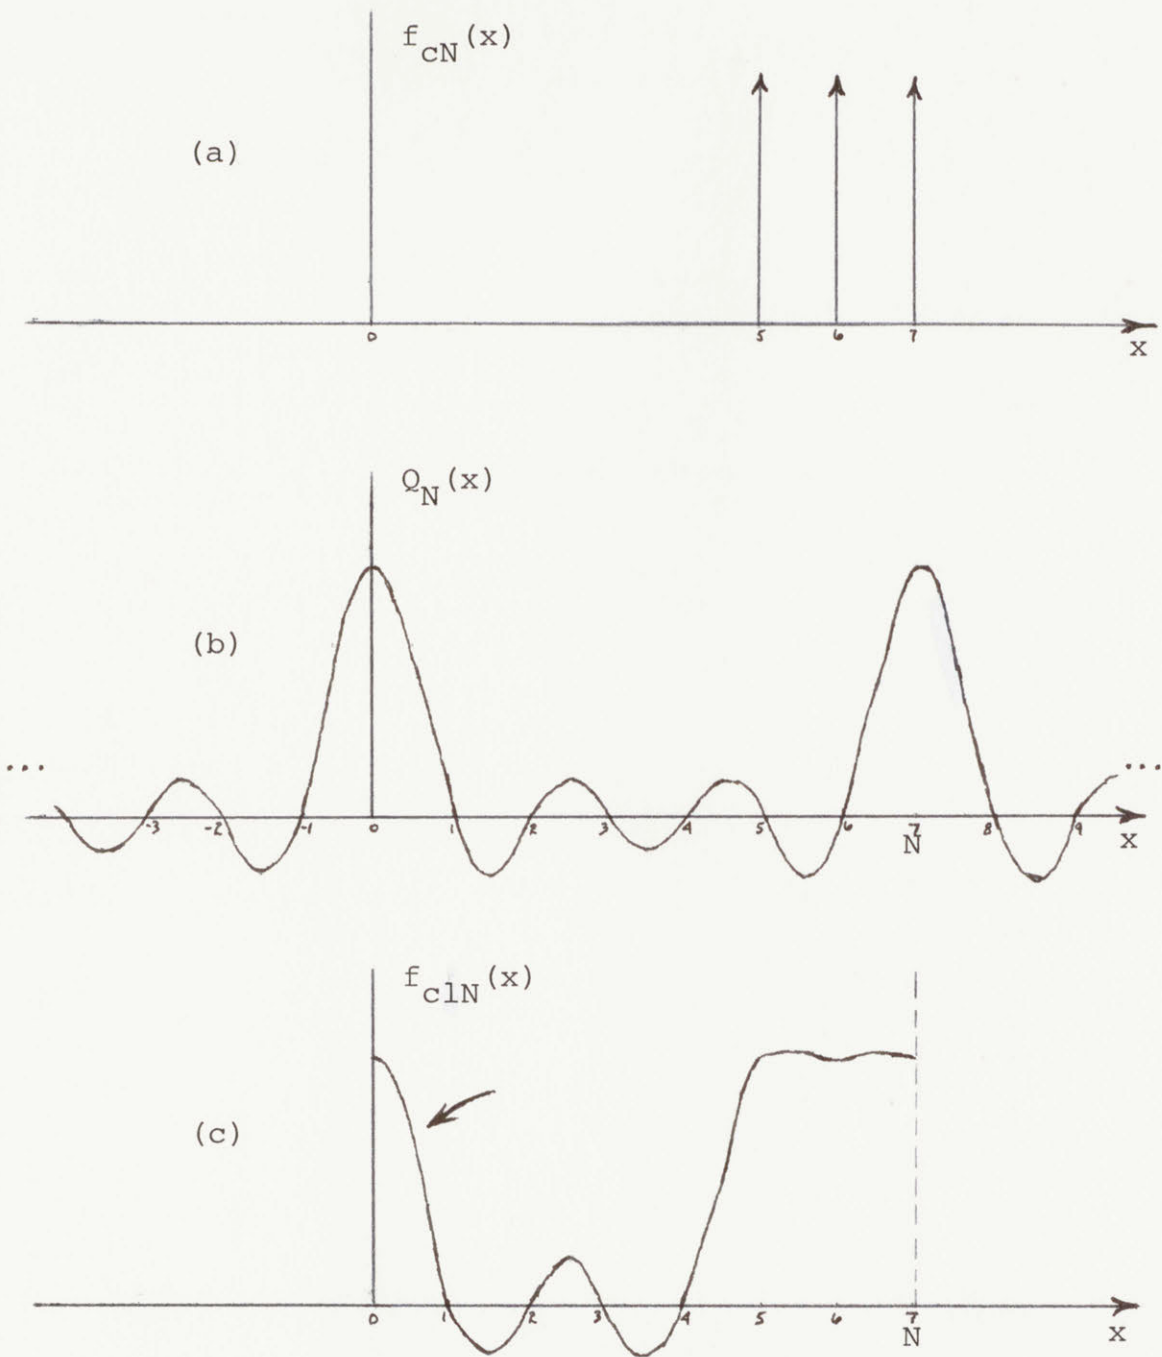 f_cN(x)
(a)
0 5 6 7
x
Q_N(x)
(b)
... ...
-3 -2 -1 0 1 2 3 4 5 6 7 8 9
N x
f_clN(x)
(c)
0 1 2 3 4 5 6 7
N x